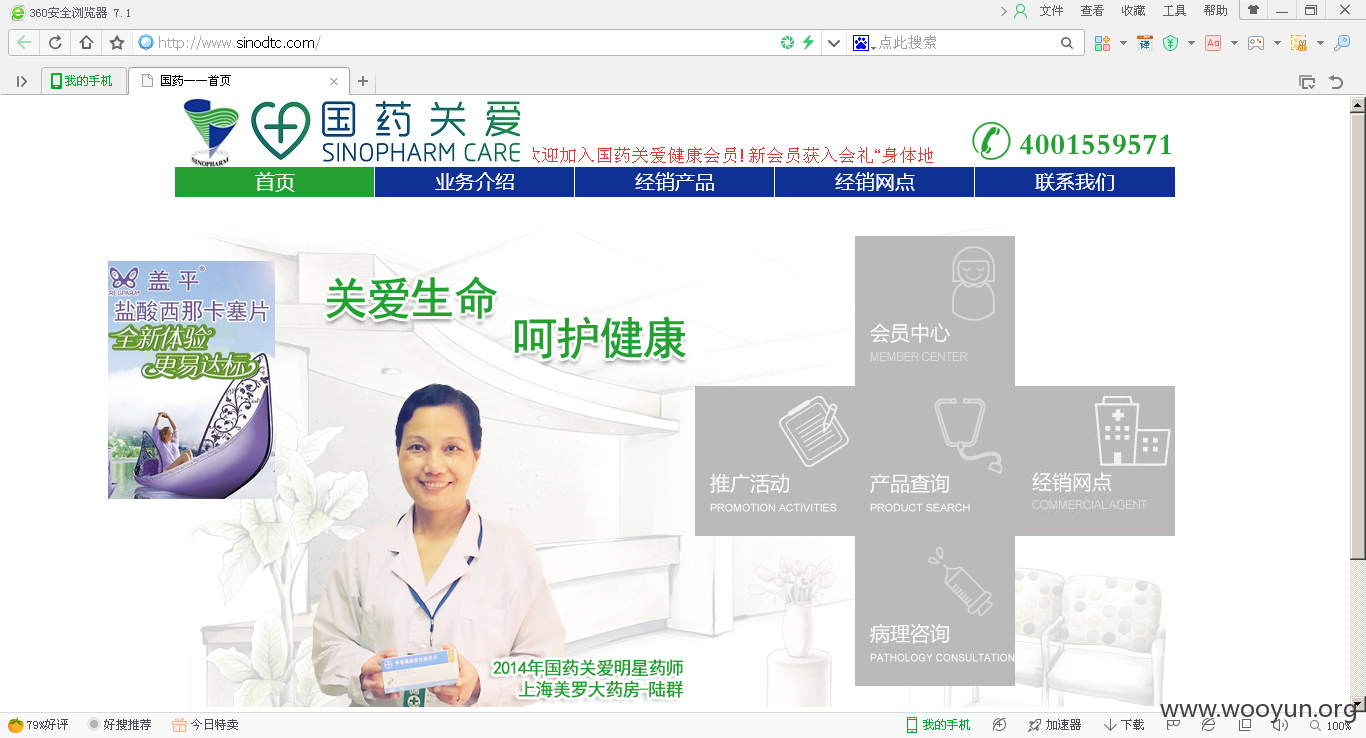 360安全浏览器 7.1
文件 查看 收藏 工具 帮助
http://www.sinodtc.com/
点此搜索
我的手机
国药——首页
SINOPHARM
国药关爱
SINOPHARM CARE
欢迎加入国药关爱健康会员! 新会员获入会礼“身体地
4001559571
首页 业务介绍 经销产品 经销网点 联系我们
盖平®
REGPARA
盐酸西那卡塞片
全新体验
更易达标
关爱生命
呵护健康
会员中心
MEMBER CENTER
推广活动
PROMOTION ACTIVITIES
产品查询
PRODUCT SEARCH
经销网点
COMMERCIAL AGENT
病理咨询
PATHOLOGY CONSULTATION
2014年国药关爱明星药师
上海美罗大药房-陆群
www.wooyun.org
79%好评 好搜推荐 今日特卖 我的手机 加速器 下载 100%